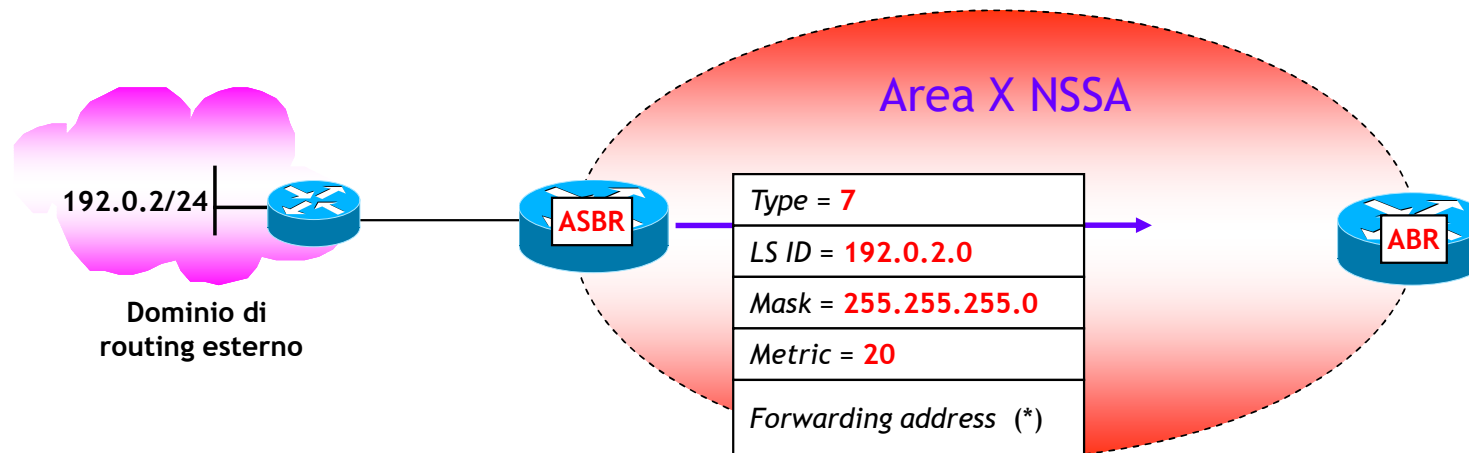 Area X NSSA
192.0.2/24
ASBR
Type = 7
LS ID = 192.0.2.0
Mask = 255.255.255.0
Metric = 20
Forwarding address (*)
ABR
Dominio di
routing esterno